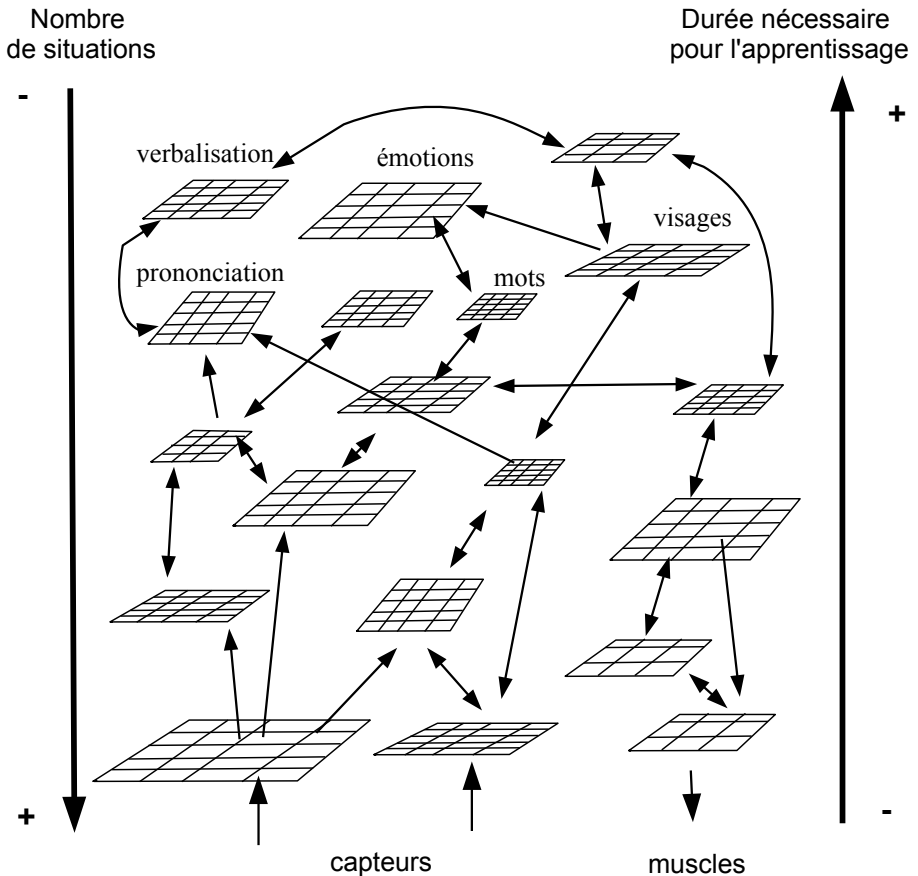 Nombre
de situations
Durée nécessaire
pour l'apprentissage
-
+
verbalisation
émotions
visages
prononciation
mots
+
-
capteurs
muscles